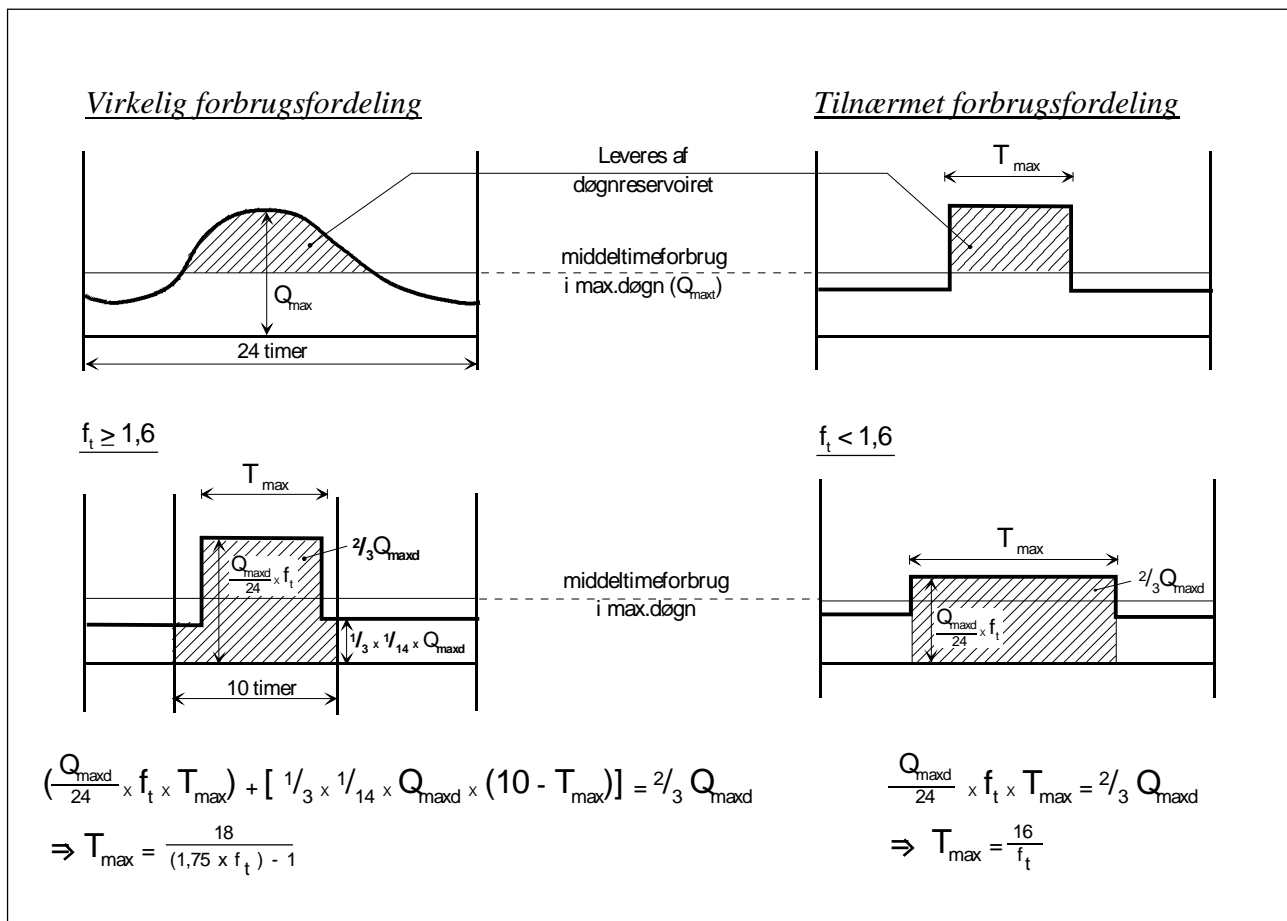 Virkelig forbrugsfordeling
Tilnærmet forbrugsfordeling
Leveres af
døgnreservoiret
T max
middeltimeforbrug
i max.døgn (Q maxt)
Q max
24 timer
f t ≥ 1,6
f t < 1,6
T max
2/3 Q maxd
Q maxd / 24 x f t
1/3 x 1/14 x Q maxd
10 timer
middeltimeforbrug
i max.døgn
T max
2/3 Q maxd
Q maxd / 24 x f t
(Q maxd / 24 x f t x T max) + [ 1/3 x 1/14 x Q maxd x (10 - T max)] = 2/3 Q maxd
⇒ T max = 18 / (1,75 x f t) - 1
Q maxd / 24 x f t x T max = 2/3 Q maxd
⇒ T max = 16 / f t